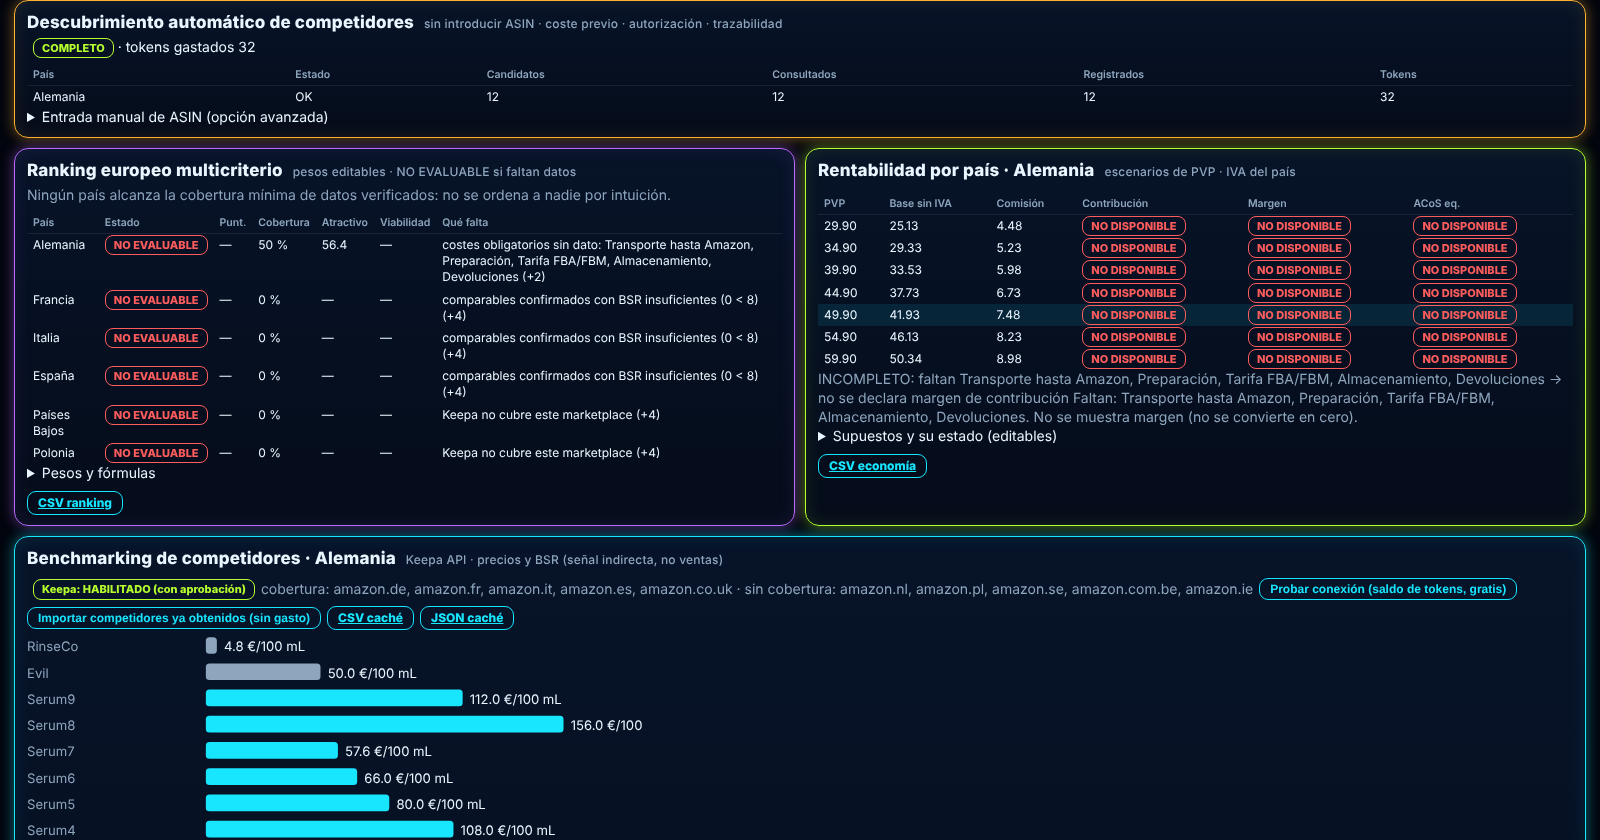 Descubrimiento automático de competidores sin introducir ASIN · coste previo · autorización · trazabilidad
COMPLETO · tokens gastados 32
País Estado Candidatos Consultados Registrados Tokens
Alemania OK 12 12 12 32
▶ Entrada manual de ASIN (opción avanzada)
Ranking europeo multicriterio pesos editables · NO EVALUABLE si faltan datos
Ningún país alcanza la cobertura mínima de datos verificados: no se ordena a nadie por intuición.
País Estado Punt. Cobertura Atractivo Viabilidad Qué falta
Alemania NO EVALUABLE — 50 % 56.4 — costes obligatorios sin dato: Transporte hasta Amazon,
Preparación, Tarifa FBA/FBM, Almacenamiento,
Devoluciones (+2)
Francia NO EVALUABLE — 0 % — — comparables confirmados con BSR insuficientes (0 < 8)
(+4)
Italia NO EVALUABLE — 0 % — — comparables confirmados con BSR insuficientes (0 < 8)
(+4)
España NO EVALUABLE — 0 % — — comparables confirmados con BSR insuficientes (0 < 8)
(+4)
Países NO EVALUABLE — 0 % — — Keepa no cubre este marketplace (+4)
Bajos
Polonia NO EVALUABLE — 0 % — — Keepa no cubre este marketplace (+4)
▶ Pesos y fórmulas
CSV ranking
Rentabilidad por país · Alemania escenarios de PVP · IVA del país
PVP Base sin IVA Comisión Contribución Margen ACoS eq.
29.90 25.13 4.48 NO DISPONIBLE NO DISPONIBLE NO DISPONIBLE
34.90 29.33 5.23 NO DISPONIBLE NO DISPONIBLE NO DISPONIBLE
39.90 33.53 5.98 NO DISPONIBLE NO DISPONIBLE NO DISPONIBLE
44.90 37.73 6.73 NO DISPONIBLE NO DISPONIBLE NO DISPONIBLE
49.90 41.93 7.48 NO DISPONIBLE NO DISPONIBLE NO DISPONIBLE
54.90 46.13 8.23 NO DISPONIBLE NO DISPONIBLE NO DISPONIBLE
59.90 50.34 8.98 NO DISPONIBLE NO DISPONIBLE NO DISPONIBLE
INCOMPLETO: faltan Transporte hasta Amazon, Preparación, Tarifa FBA/FBM, Almacenamiento, Devoluciones →
no se declara margen de contribución Faltan: Transporte hasta Amazon, Preparación, Tarifa FBA/FBM,
Almacenamiento, Devoluciones. No se muestra margen (no se convierte en cero).
▶ Supuestos y su estado (editables)
CSV economía
Benchmarking de competidores · Alemania Keepa API · precios y BSR (señal indirecta, no ventas)
Keepa: HABILITADO (con aprobación) cobertura: amazon.de, amazon.fr, amazon.it, amazon.es, amazon.co.uk · sin cobertura: amazon.nl, amazon.pl, amazon.se, amazon.com.be, amazon.ie Probar conexión (saldo de tokens, gratis)
Importar competidores ya obtenidos (sin gasto) CSV caché JSON caché
RinseCo 4.8 €/100 mL
Evil 50.0 €/100 mL
Serum9 112.0 €/100 mL
Serum8 156.0 €/100
Serum7 57.6 €/100 mL
Serum6 66.0 €/100 mL
Serum5 80.0 €/100 mL
Serum4 108.0 €/100 mL